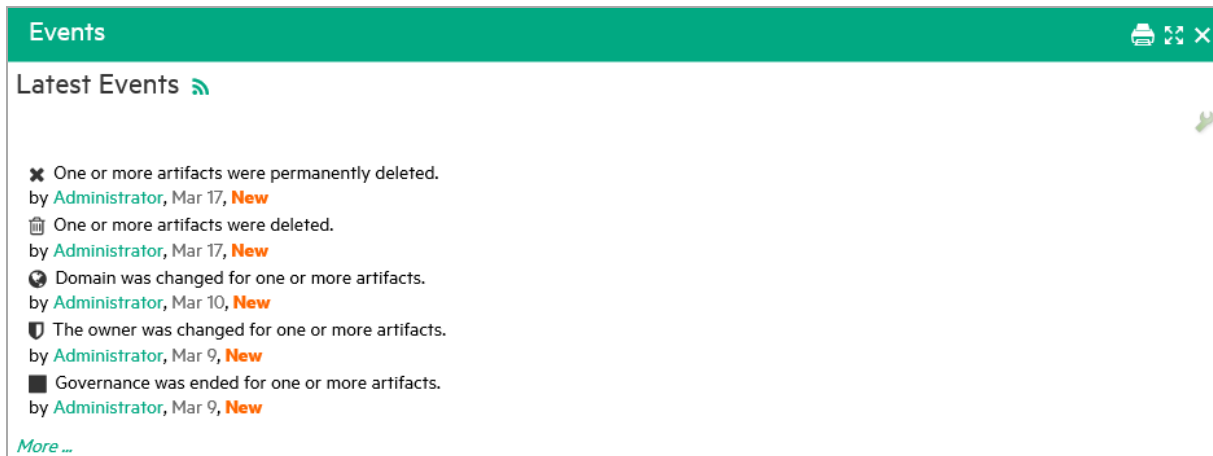 Events
Latest Events
One or more artifacts were permanently deleted.
by Administrator, Mar 17, New
One or more artifacts were deleted.
by Administrator, Mar 17, New
Domain was changed for one or more artifacts.
by Administrator, Mar 10, New
The owner was changed for one or more artifacts.
by Administrator, Mar 9, New
Governance was ended for one or more artifacts.
by Administrator, Mar 9, New
More ...